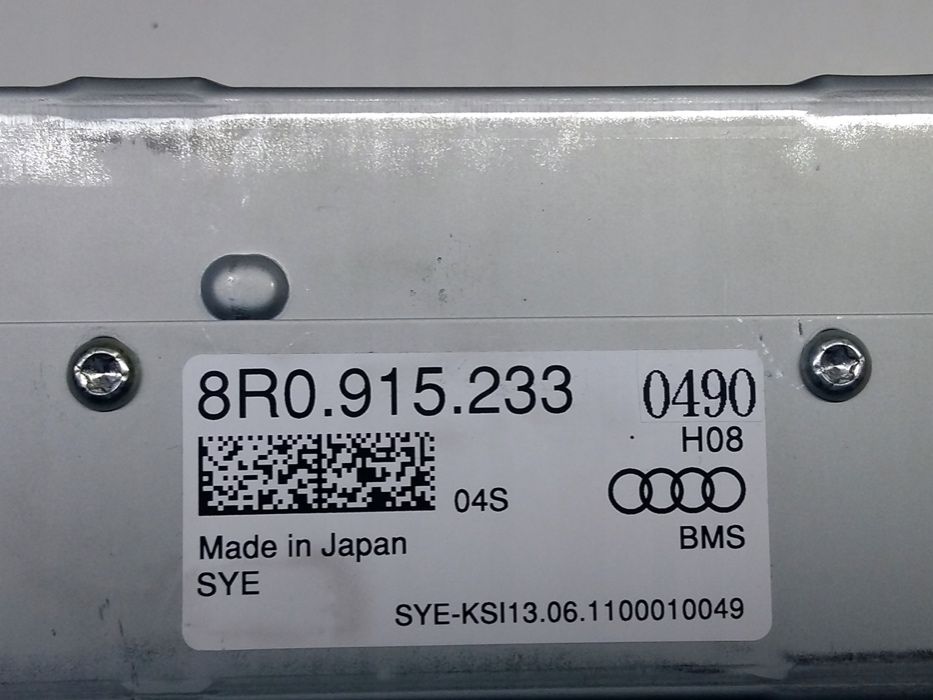 8R0.915.233 0490
H08
04S
BMS
Made in Japan
SYE
SYE-KSI13.06.1100010049